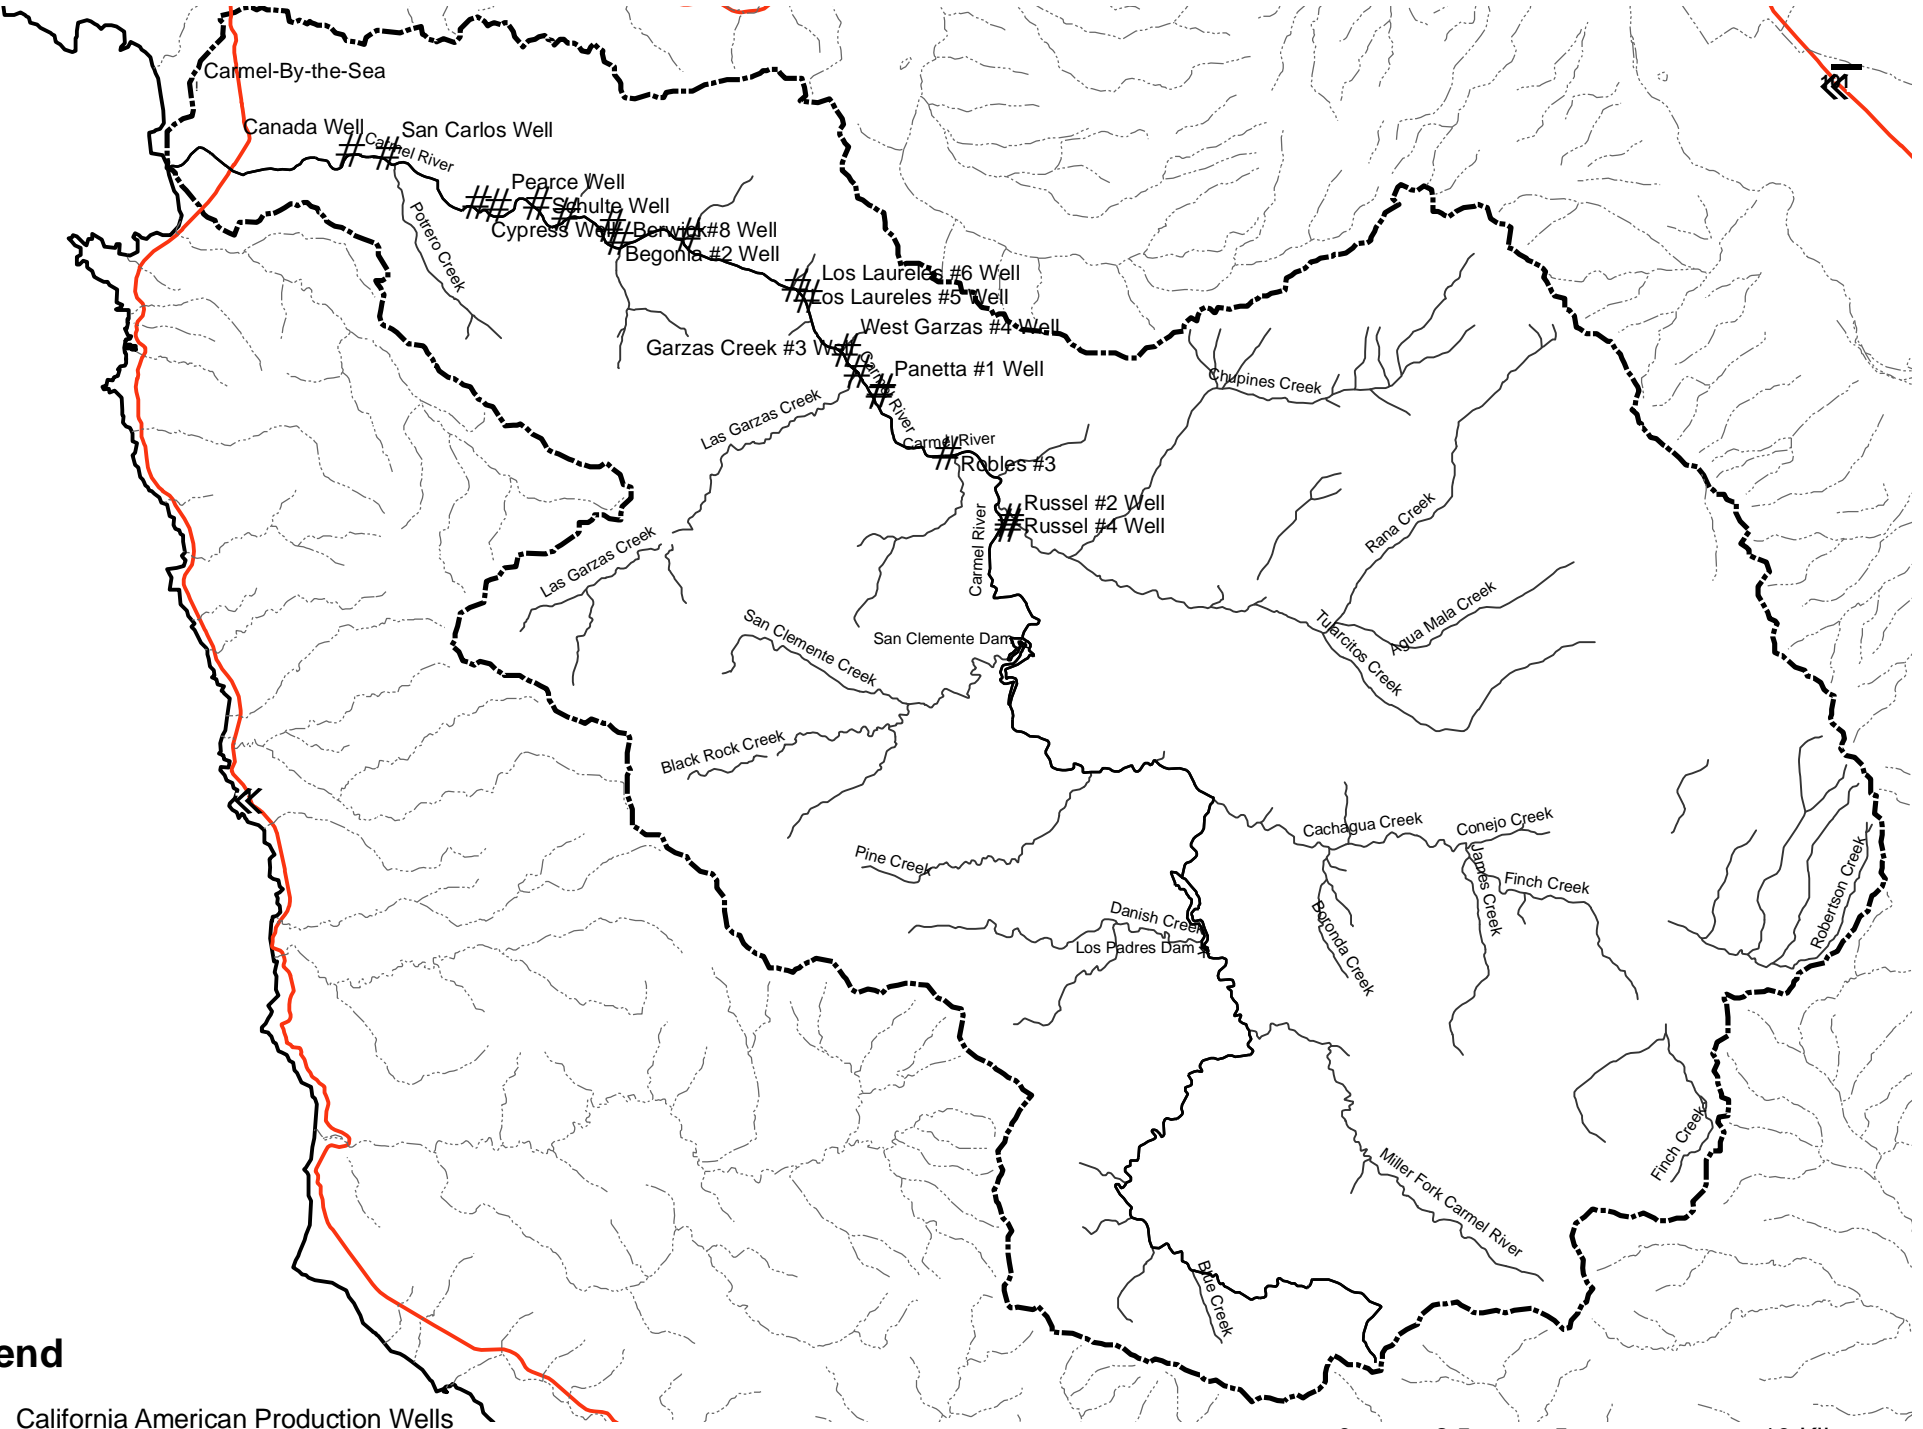 Carmel-By-the-Sea
101
Canada Well
San Carlos Well
Carmel River
Pearce Well
Schulte Well
Cypress Well
Berwick#8 Well
Begonia #2 Well
Potrero Creek
Los Laureles #6 Well
Los Laureles #5 Well
West Garzas #4 Well
Garzas Creek #3 Well
Carmel River
Panetta #1 Well
Chupines Creek
Las Garzas Creek
Carmel River
Robles #3
Russel #2 Well
Russel #4 Well
Rana Creek
Carmel River
Las Garzas Creek
San Clemente Creek
San Clemente Dam
Tularcitos Creek
Agua Mala Creek
Black Rock Creek
Cachagua Creek
Conejo Creek
Pine Creek
James Creek
Finch Creek
Robertson Creek
Danish Creek
Los Padres Dam
Boronda Creek
Finch Creek
Miller Fork Carmel River
Blue Creek
end
California American Production Wells